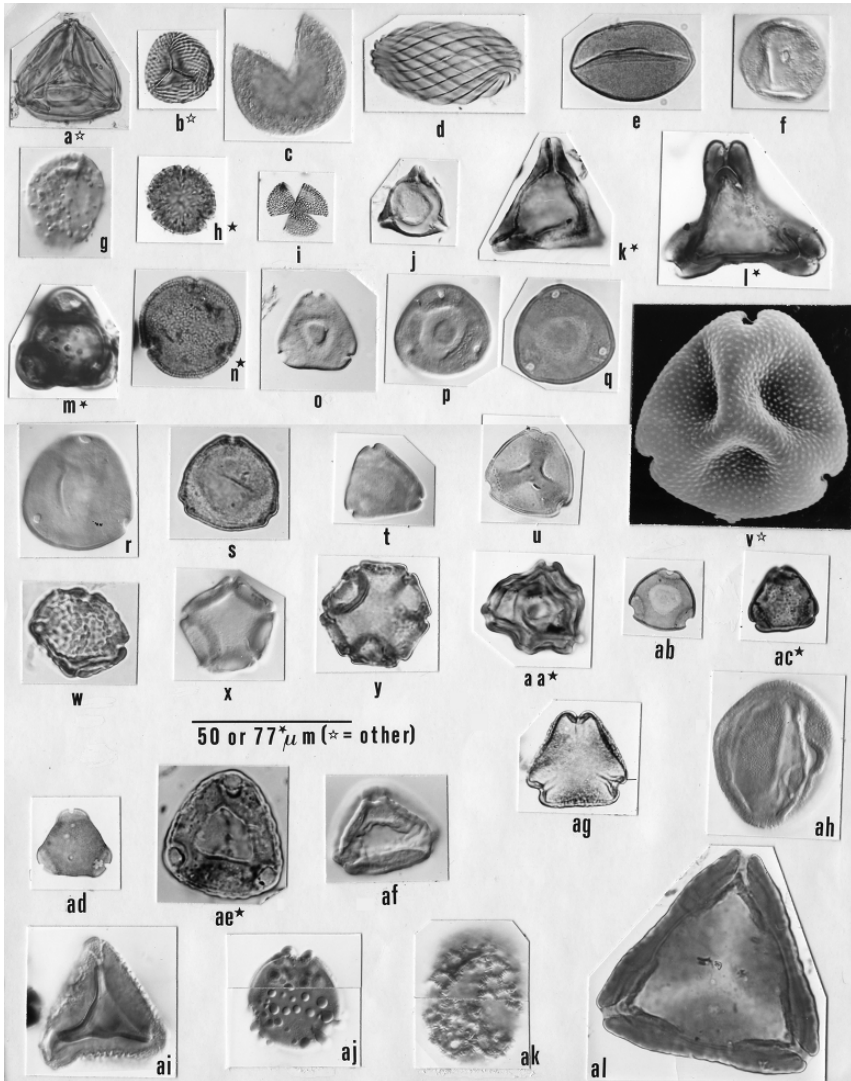 a☆ b☆ c d e f
g h★ i j k★ l★
m★ n★ o p q
r s t u v☆
w x y aa★ ab ac★
50 or 77★ μm (☆ = other)
ag ah
ad ae★ af
ai aj ak al